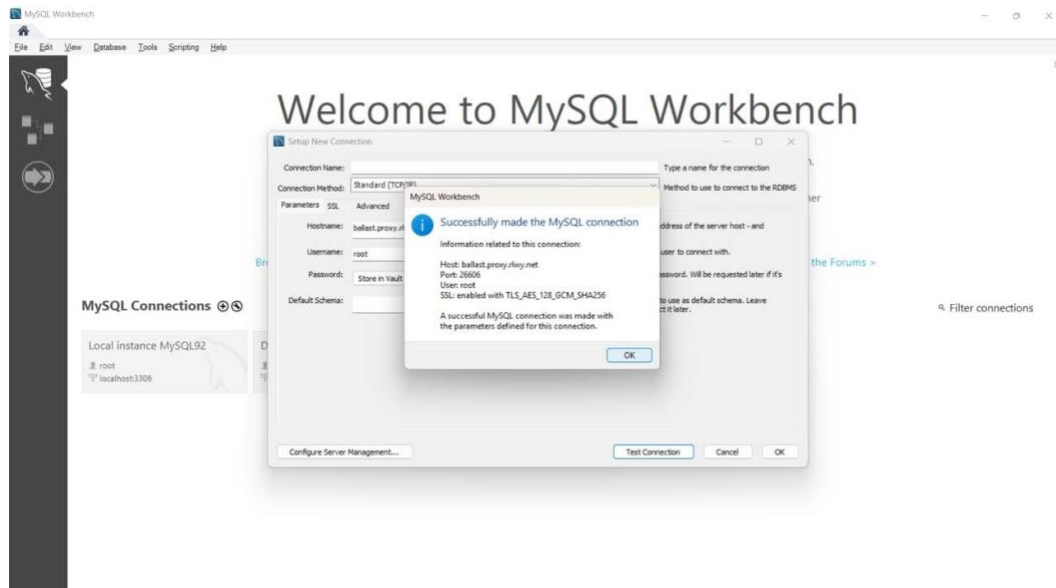 MySQL Workbench
File Edit View Database Tools Scripting Help
Welcome to MySQL Workbench
Setup New Connection
Connection Name:
Type a name for the connection
Connection Method:
Standard (TCP/IP)
Method to use to connect to the RDBMS
Parameters SSL Advanced
Hostname:
ballast.proxy.rl
address of the server host - and
Username:
root
user to connect with.
Password:
Store in Vault
password. Will be requested later if it's
Default Schema:
to use as default schema. Leave
it later.
MySQL Workbench
Successfully made the MySQL connection
Information related to this connection:
Host: ballast.proxy.rlwy.net
Port: 26606
User: root
SSL: enabled with TLS_AES_128_GCM_SHA256
A successful MySQL connection was made with
the parameters defined for this connection.
OK
the Forums >
MySQL Connections
Filter connections
Local instance MySQL92
root
localhost:3306
D
Configure Server Management...
Test Connection
Cancel
OK